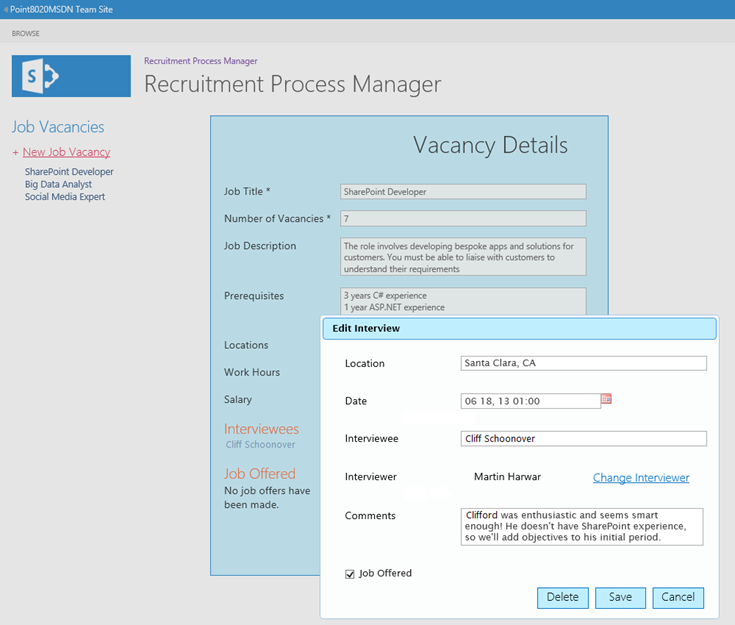 Point8020MSDN Team Site
BROWSE
S
Recruitment Process Manager
Recruitment Process Manager
Job Vacancies
+ New Job Vacancy
SharePoint Developer
Big Data Analyst
Social Media Expert
Vacancy Details
Job Title *
SharePoint Developer
Number of Vacancies *
7
Job Description
The role involves developing bespoke apps and solutions for
customers. You must be able to liaise with customers to
understand their requirements
Prerequisites
3 years C# experience
1 year ASP.NET experience
Locations
Work Hours
Salary
Interviewees
Cliff Schoonover
Job Offered
No job offers have
been made.
Edit Interview
Location
Santa Clara, CA
Date
06 18, 13 01:00
Interviewee
Cliff Schoonover
Interviewer
Martin Harwar
Change Interviewer
Comments
Clifford was enthusiastic and seems smart
enough! He doesn't have SharePoint experience,
so we'll add objectives to his initial period.
Job Offered
Delete
Save
Cancel